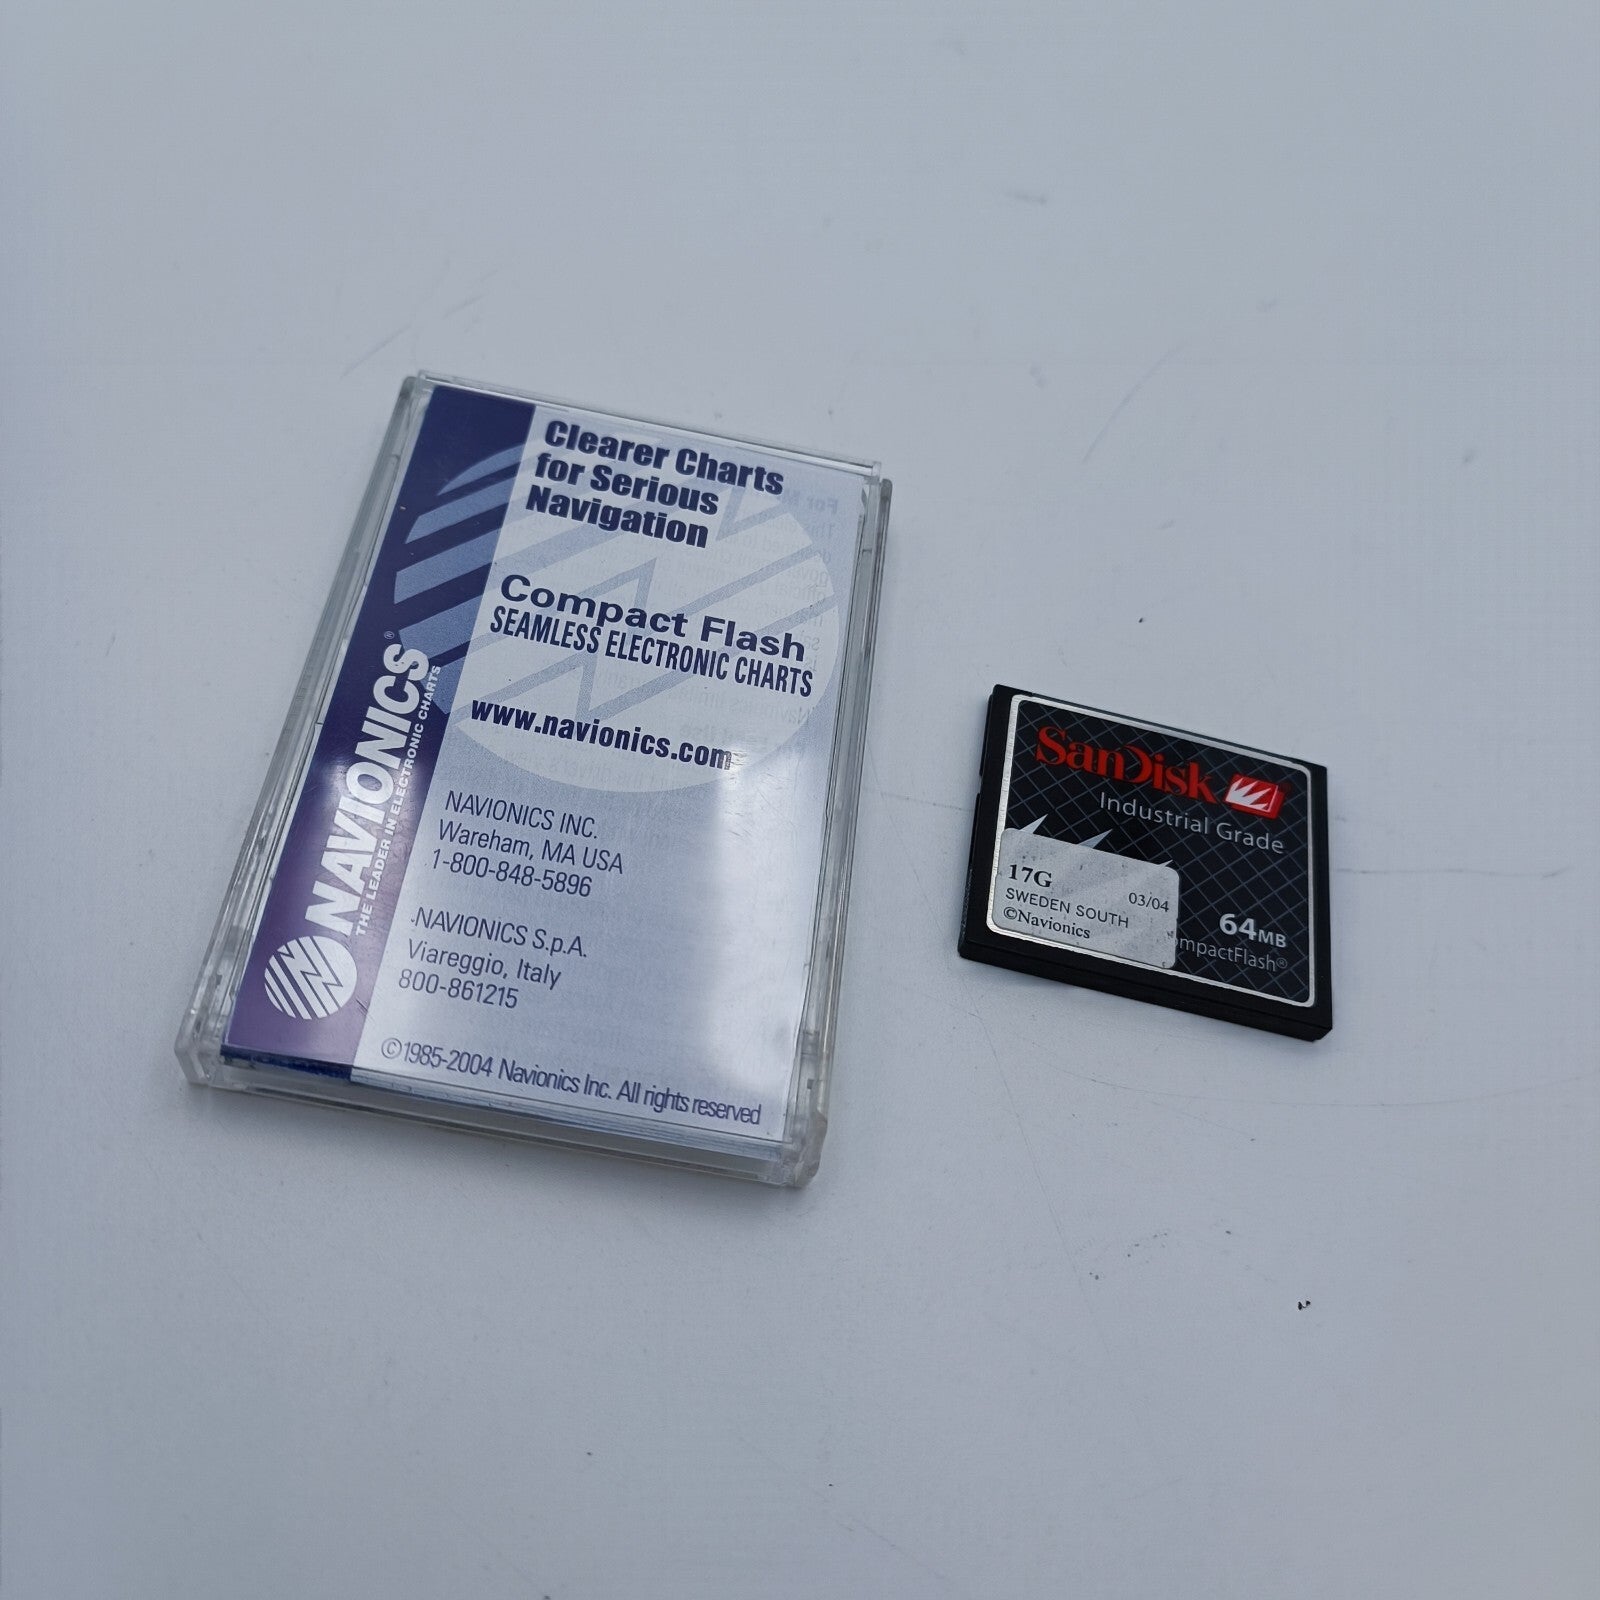 Clearer Charts
for Serious
Navigation
Compact Flash
SEAMLESS ELECTRONIC CHARTS
www.navionics.com
NAVIONICS INC.
Wareham, MA USA
1-800-848-5896
NAVIONICS S.p.A.
Viareggio, Italy
800-861215
©1985-2004 Navionics Inc. All rights reserved
NAVIONICS®
THE LEADER IN ELECTRONIC CHARTS
SanDisk
Industrial Grade
17G 03/04
SWEDEN SOUTH
©Navionics
64MB
ompactFlash®